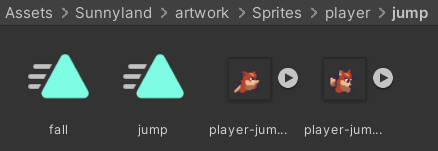 Assets > Sunnyland > artwork > Sprites > player > jump
fall jump player-jum... player-jum...